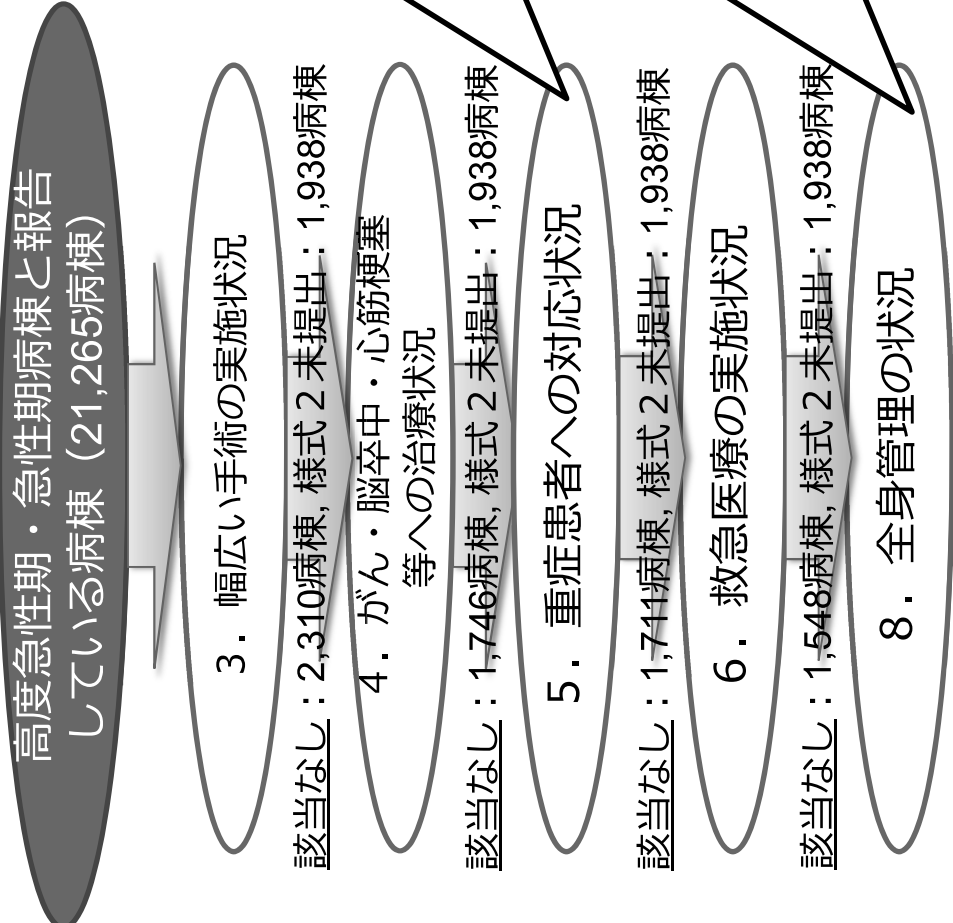 高度急性期・急性期病棟と報告
している病棟（21,265病棟）
3． 幅広い手術の実施状況
該当なし：2,310病棟, 様式２未提出：1,938病棟
4．がん・脳卒中・心筋梗塞
等への治療状況
該当なし：1,746病棟, 様式２未提出：1,938病棟
5． 重症患者への対応状況
該当なし：1,711病棟, 様式２未提出：1,938病棟
6． 救急医療の実施状況
該当なし：1,548病棟, 様式２未提出：1,938病棟
8． 全身管理の状況